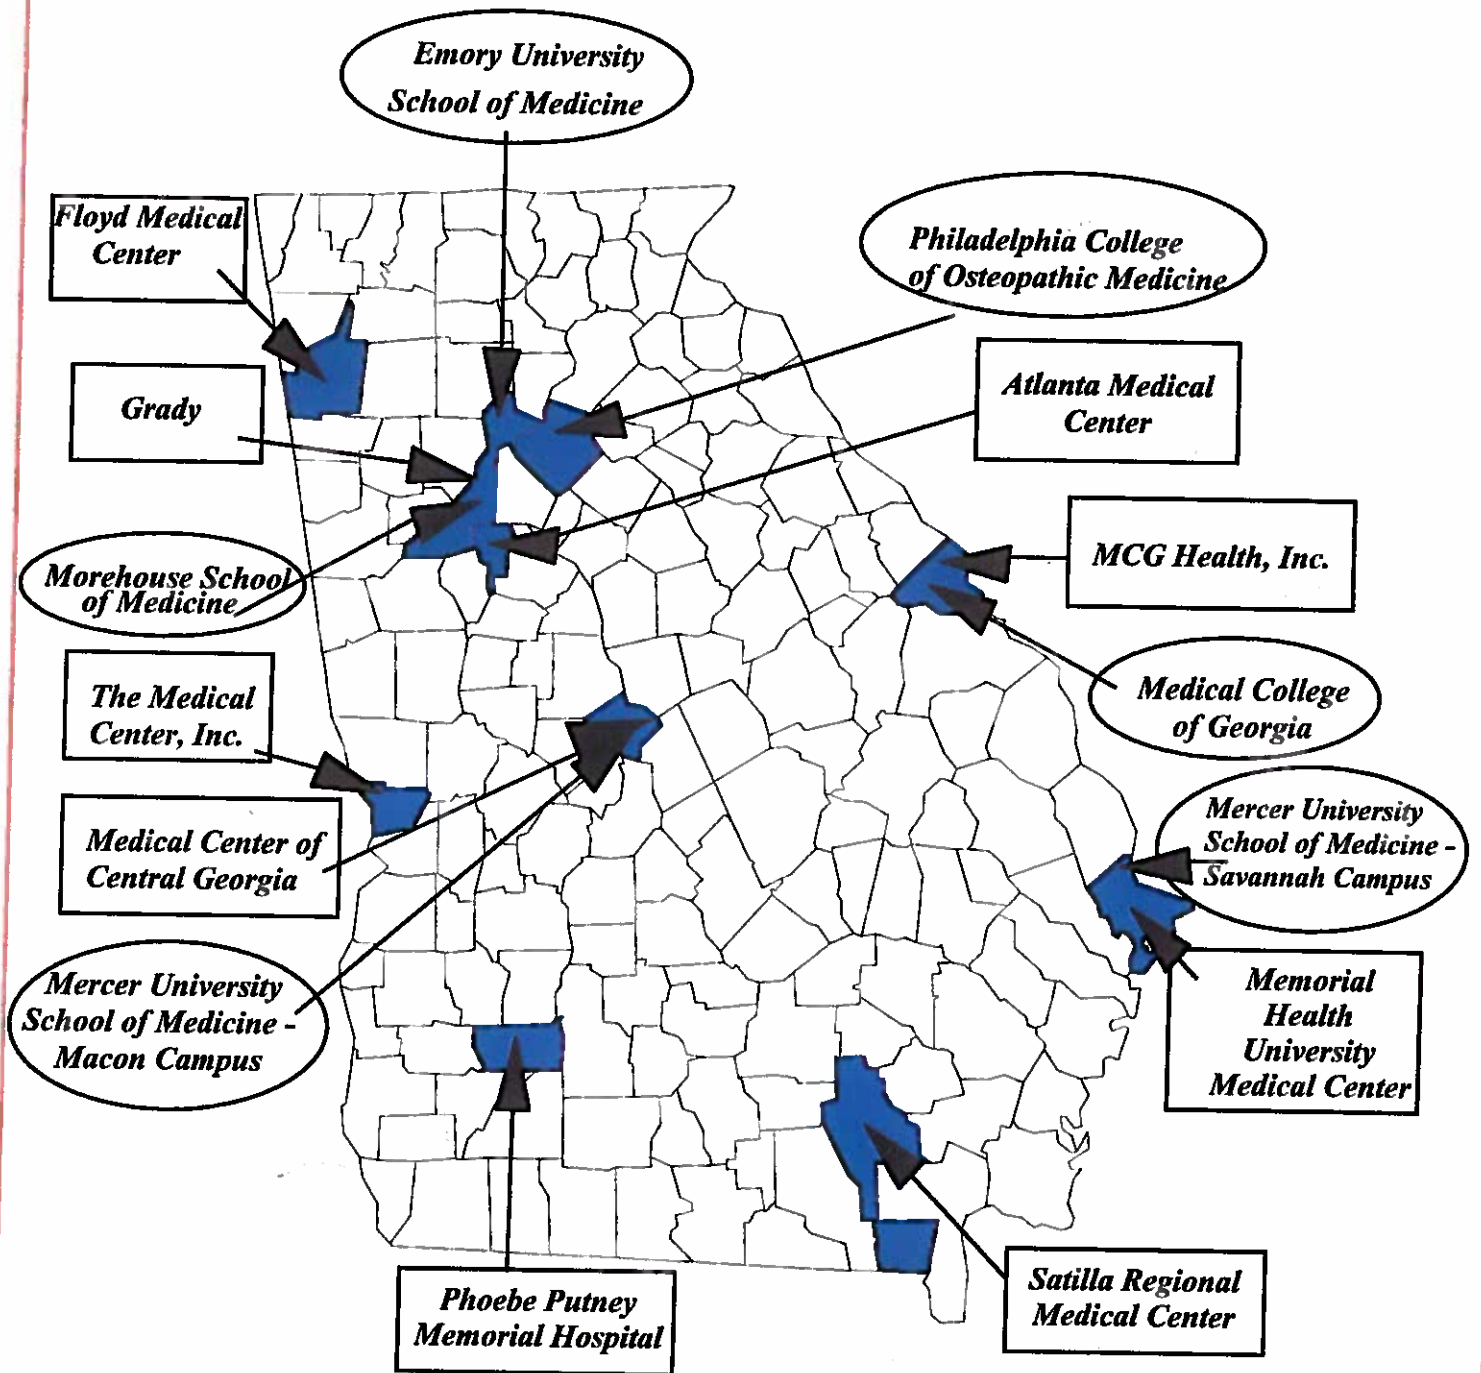 Emory University
School of Medicine
Floyd Medical
Center
Philadelphia College
of Osteopathic Medicine
Grady
Atlanta Medical
Center
MCG Health, Inc.
Morehouse School
of Medicine
The Medical
Center, Inc.
Medical College
of Georgia
Medical Center of
Central Georgia
Mercer University
School of Medicine -
Savannah Campus
Mercer University
School of Medicine -
Macon Campus
Memorial
Health
University
Medical Center
Phoebe Putney
Memorial Hospital
Satilla Regional
Medical Center